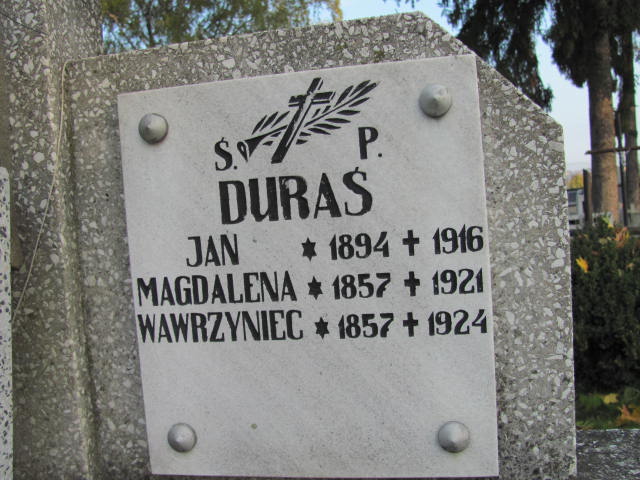 Ś. P.
DURAŚ
JAN ✶ 1894 ✝ 1916
MAGDALENA ✶ 1857 ✝ 1921
WAWRZYNIEC ✶ 1857 ✝ 1924